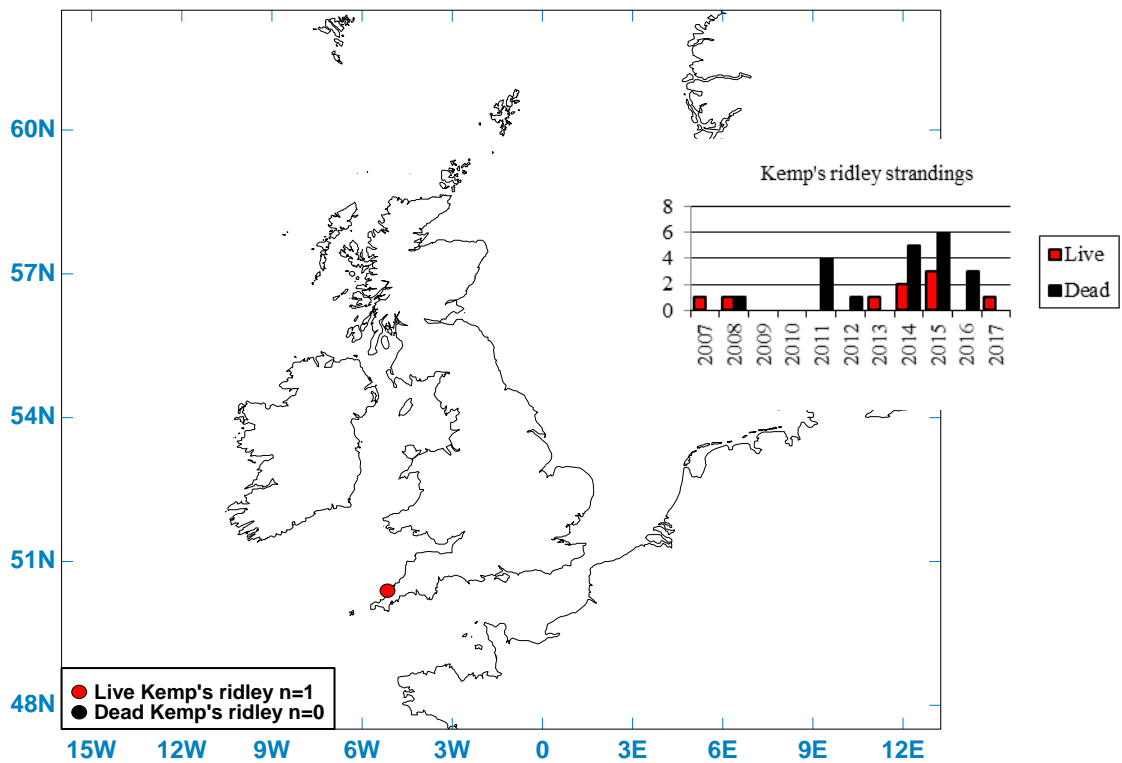 60N
57N
54N
51N
48N
15W 12W 9W 6W 3W 0 3E 6E 9E 12E
Kemp's ridley strandings
8
6
4
2
0
2007 2008 2009 2010 2011 2012 2013 2014 2015 2016 2017
Live
Dead
Live Kemp's ridley n=1
Dead Kemp's ridley n=0